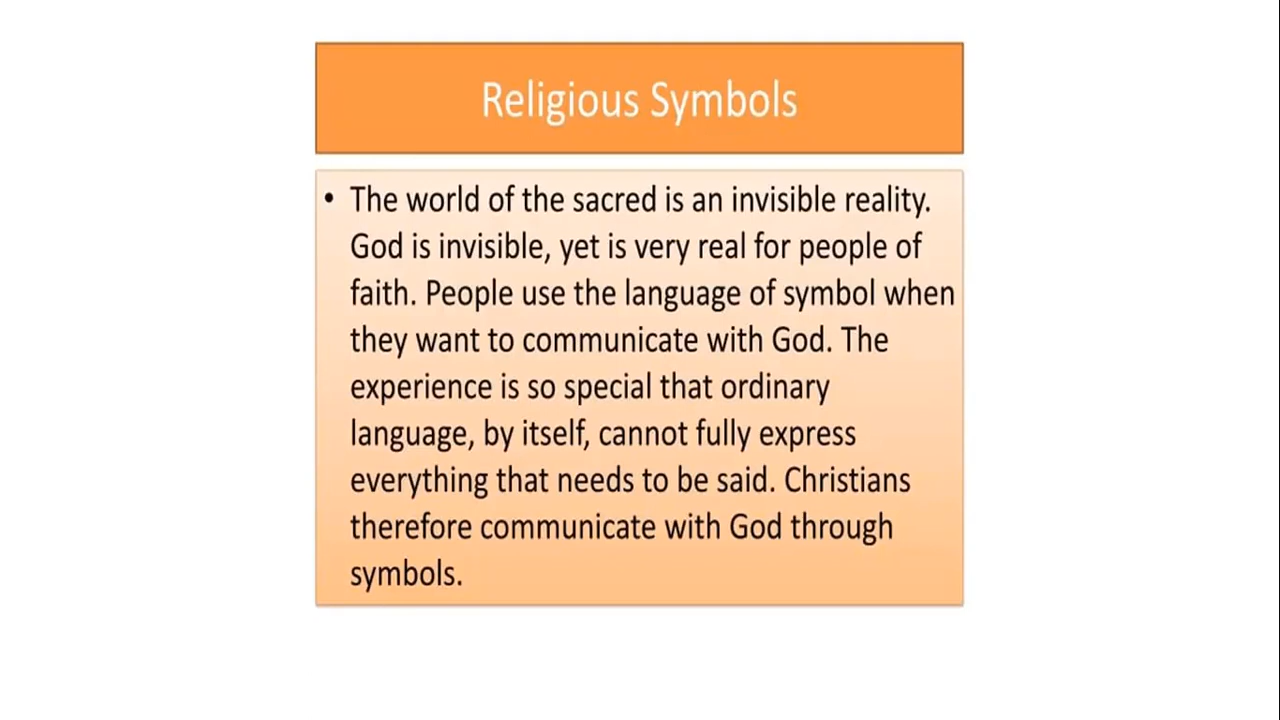 Religious Symbols
• The world of the sacred is an invisible reality.
God is invisible, yet is very real for people of
faith. People use the language of symbol when
they want to communicate with God. The
experience is so special that ordinary
language, by itself, cannot fully express
everything that needs to be said. Christians
therefore communicate with God through
symbols.